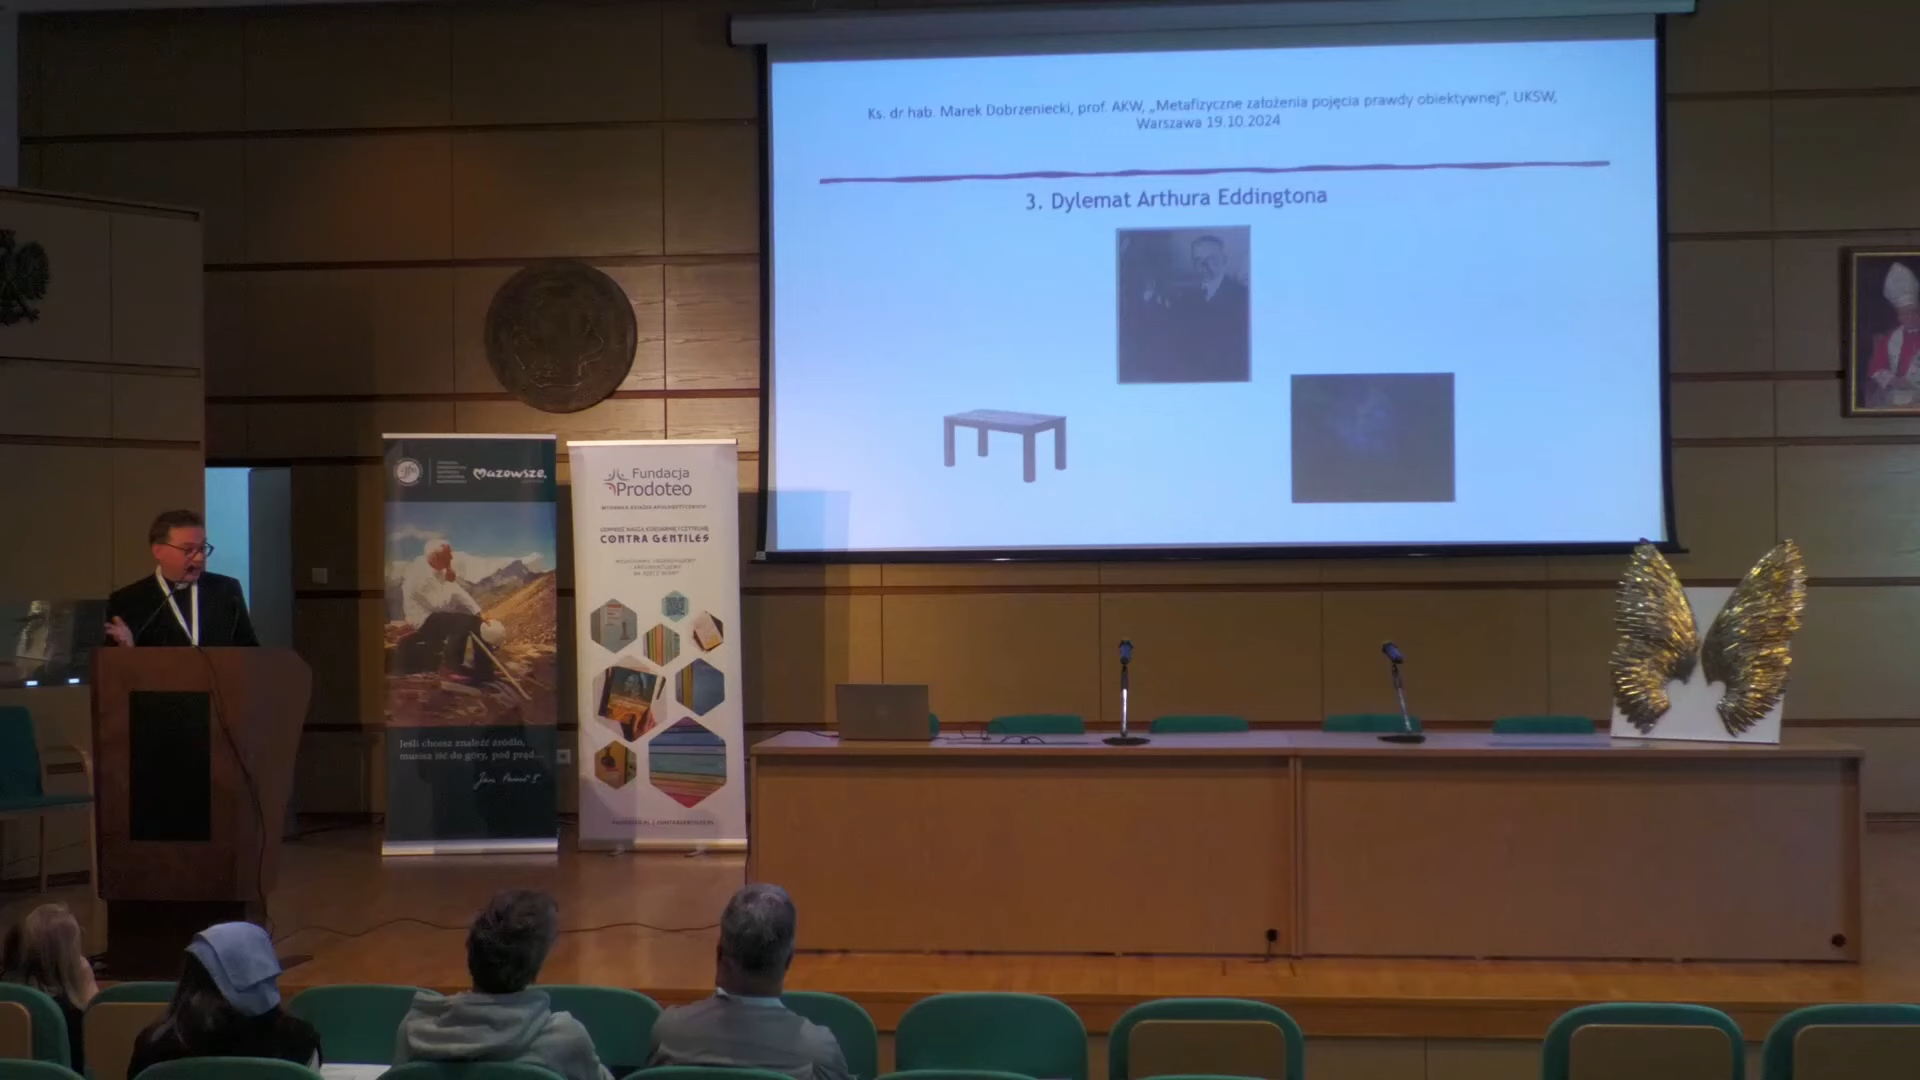 Ks. dr hab. Marek Dobrzeniecki, prof. AKW, „Metafizyczne założenia pojęcia prawdy obiektywnej”, UKSW,
Warszawa 19.10.2024
3. Dylemat Arthura Eddingtona
Mazowsze.
Jeśli chcesz znaleźć źródło,
musisz iść do góry, pod prąd...
Fundacja
Prodoteo
CONTRA GENTILES